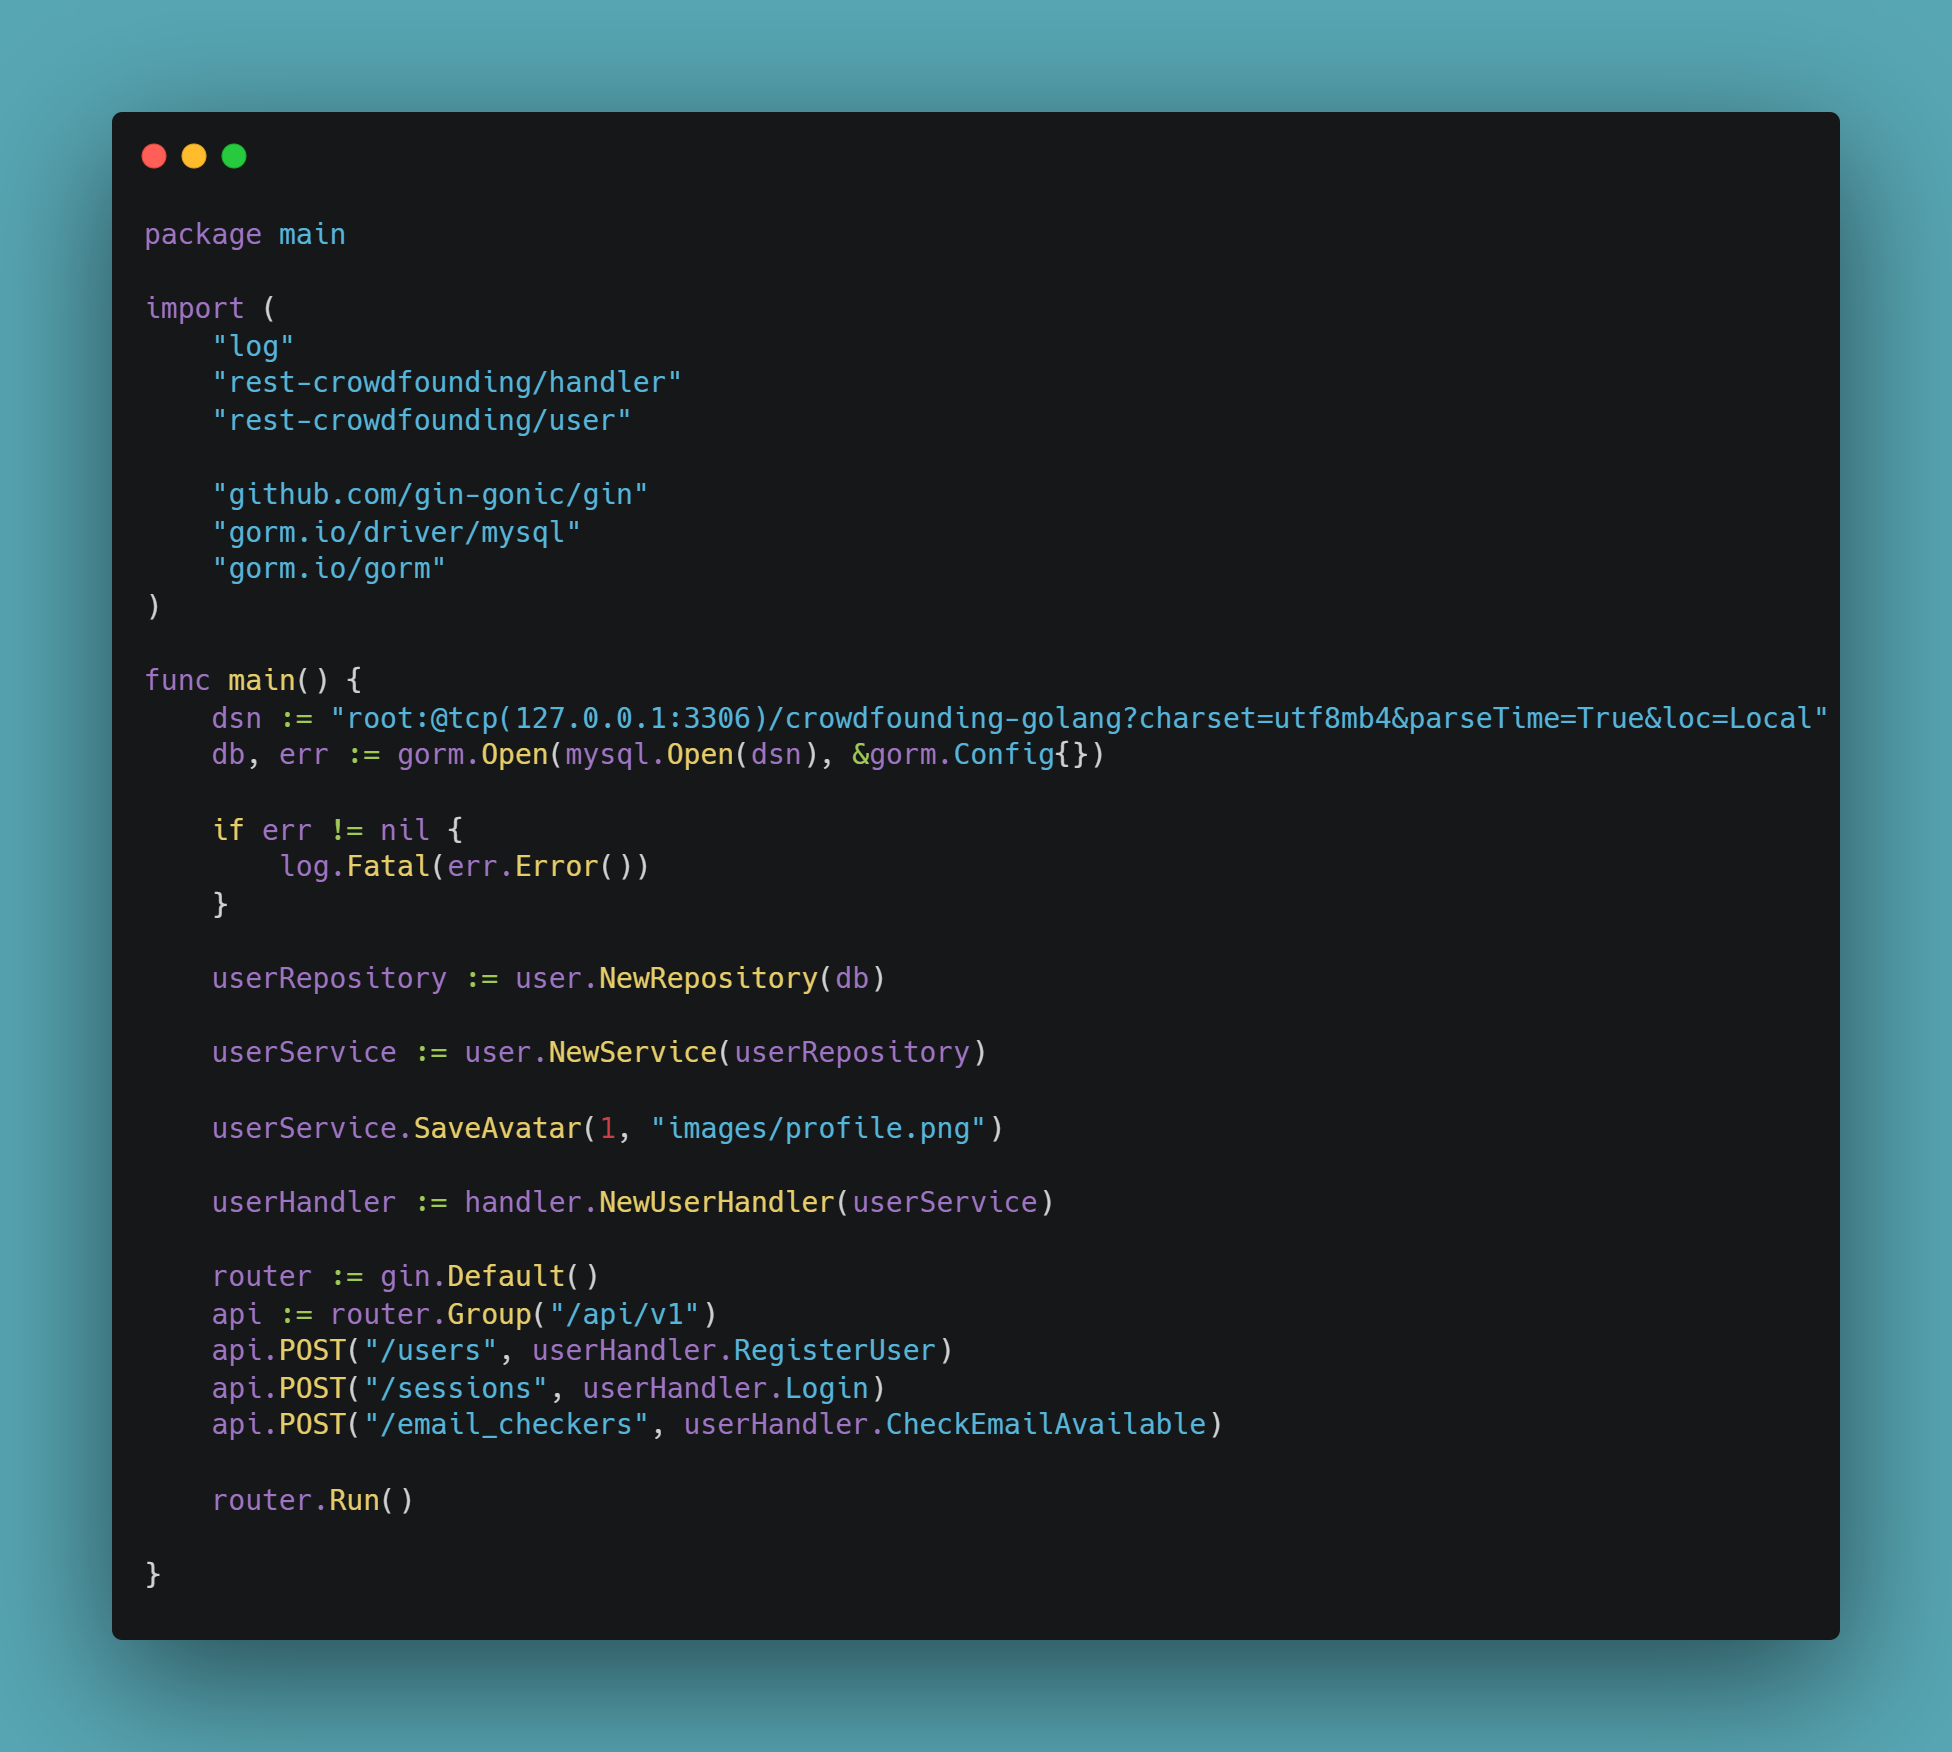 package main
import (
"log"
"rest-crowdfounding/handler"
"rest-crowdfounding/user"
"github.com/gin-gonic/gin"
"gorm.io/driver/mysql"
"gorm.io/gorm"
)
func main() {
dsn := "root:@tcp(127.0.0.1:3306)/crowdfounding-golang?charset=utf8mb4&parseTime=True&loc=Local"
db, err := gorm.Open(mysql.Open(dsn), &gorm.Config{})
if err != nil {
log.Fatal(err.Error())
}
userRepository := user.NewRepository(db)
userService := user.NewService(userRepository)
userService.SaveAvatar(1, "images/profile.png")
userHandler := handler.NewUserHandler(userService)
router := gin.Default()
api := router.Group("/api/v1")
api.POST("/users", userHandler.RegisterUser)
api.POST("/sessions", userHandler.Login)
api.POST("/email_checkers", userHandler.CheckEmailAvailable)
router.Run()
}